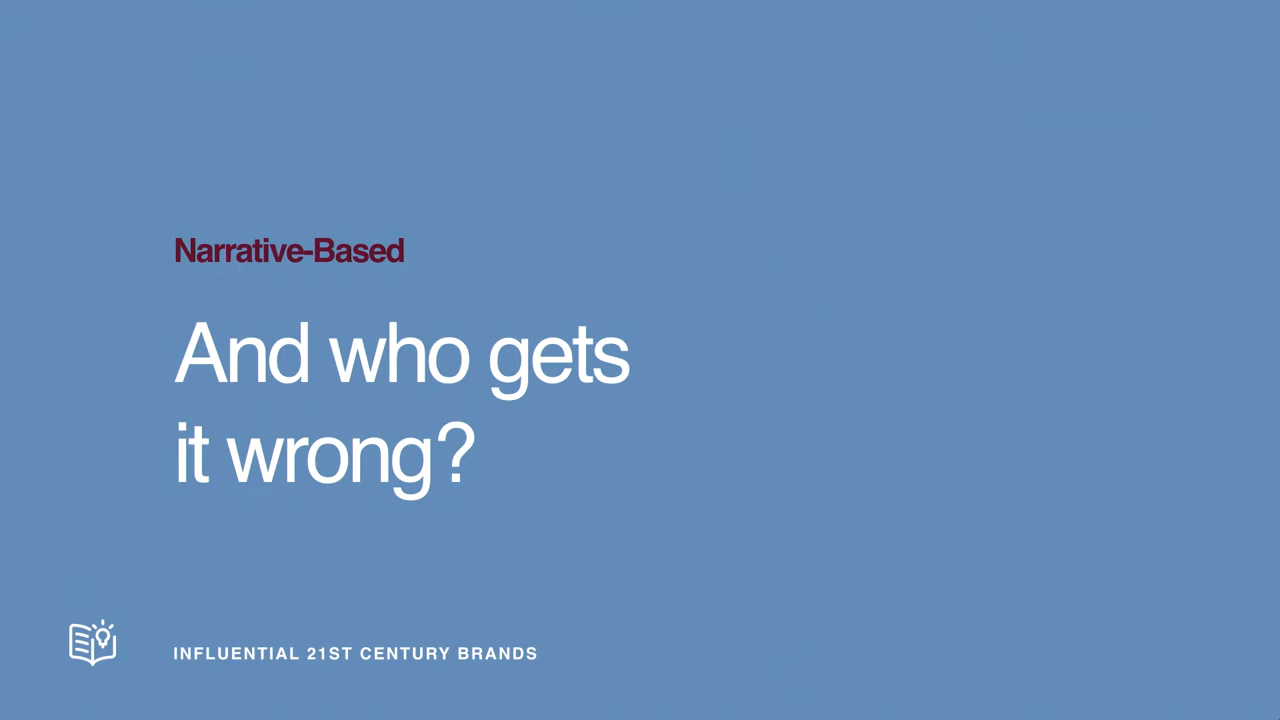 Narrative-Based
And who gets
it wrong?
INFLUENTIAL 21ST CENTURY BRANDS